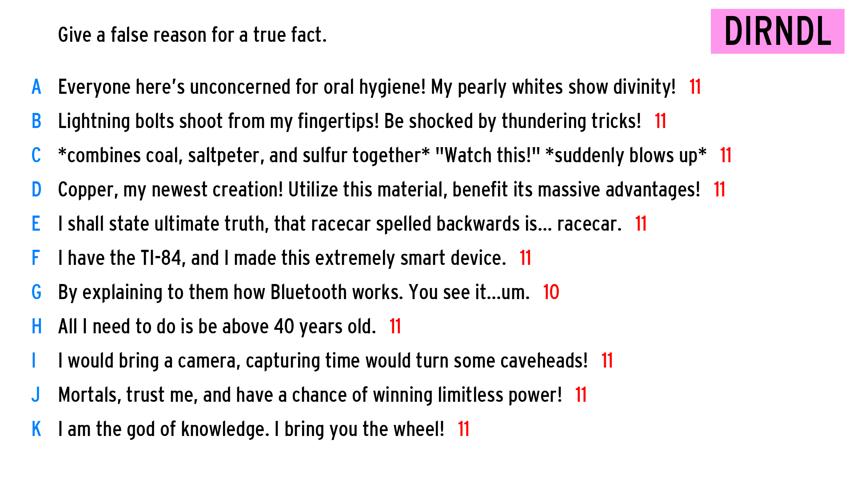 Give a false reason for a true fact.
DIRNDL
A Everyone here's unconcerned for oral hygiene! My pearly whites show divinity! 11
B Lightning bolts shoot from my fingertips! Be shocked by thundering tricks! 11
C *combines coal, saltpeter, and sulfur together* "Watch this!" *suddenly blows up* 11
D Copper, my newest creation! Utilize this material, benefit its massive advantages! 11
E I shall state ultimate truth, that racecar spelled backwards is... racecar. 11
F I have the TI-84, and I made this extremely smart device. 11
G By explaining to them how Bluetooth works. You see it...um. 10
H All I need to do is be above 40 years old. 11
I I would bring a camera, capturing time would turn some caveheads! 11
J Mortals, trust me, and have a chance of winning limitless power! 11
K I am the god of knowledge. I bring you the wheel! 11